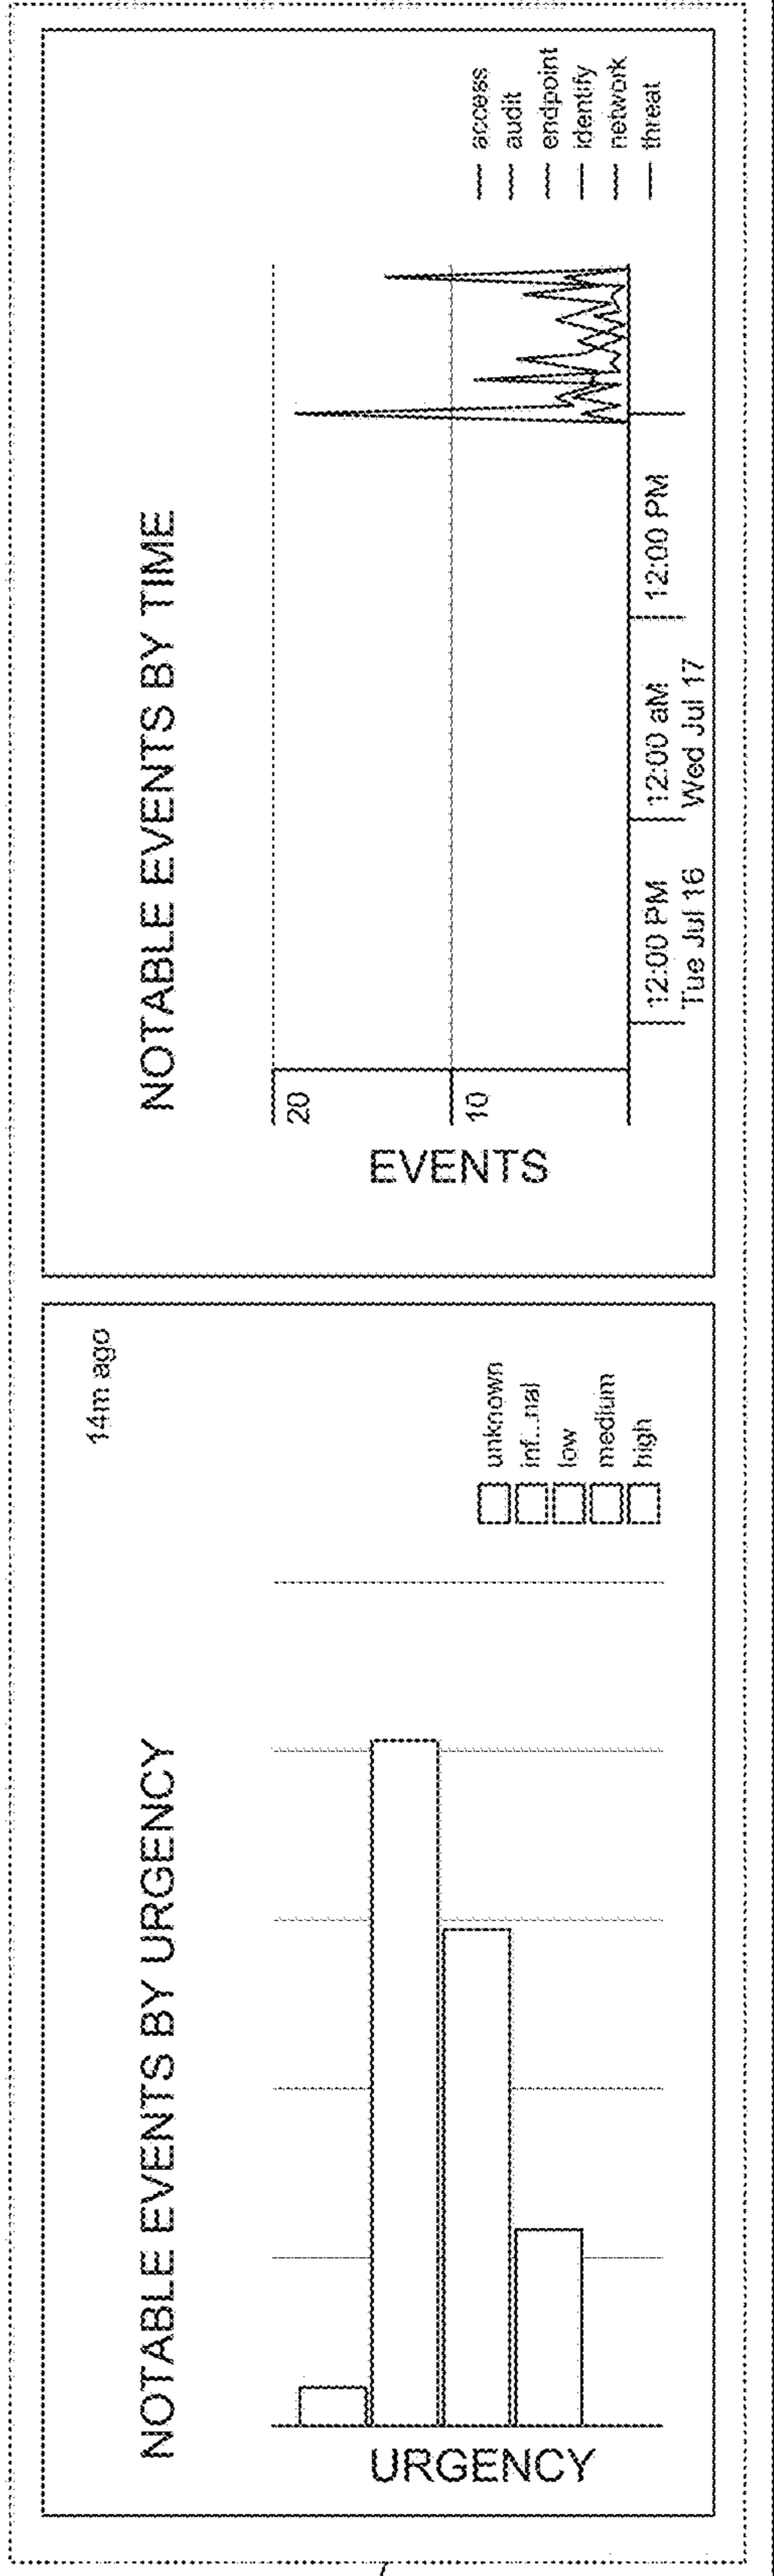 NOTABLE EVENTS BY URGENCY
14m ago
URGENCY
unknown
inf...nal
low
medium
high
NOTABLE EVENTS BY TIME
EVENTS
20
10
12:00 PM
Tue Jul 16
12:00 aM
Wed Jul 17
12:00 PM
access
audit
endpoint
identify
network
threat